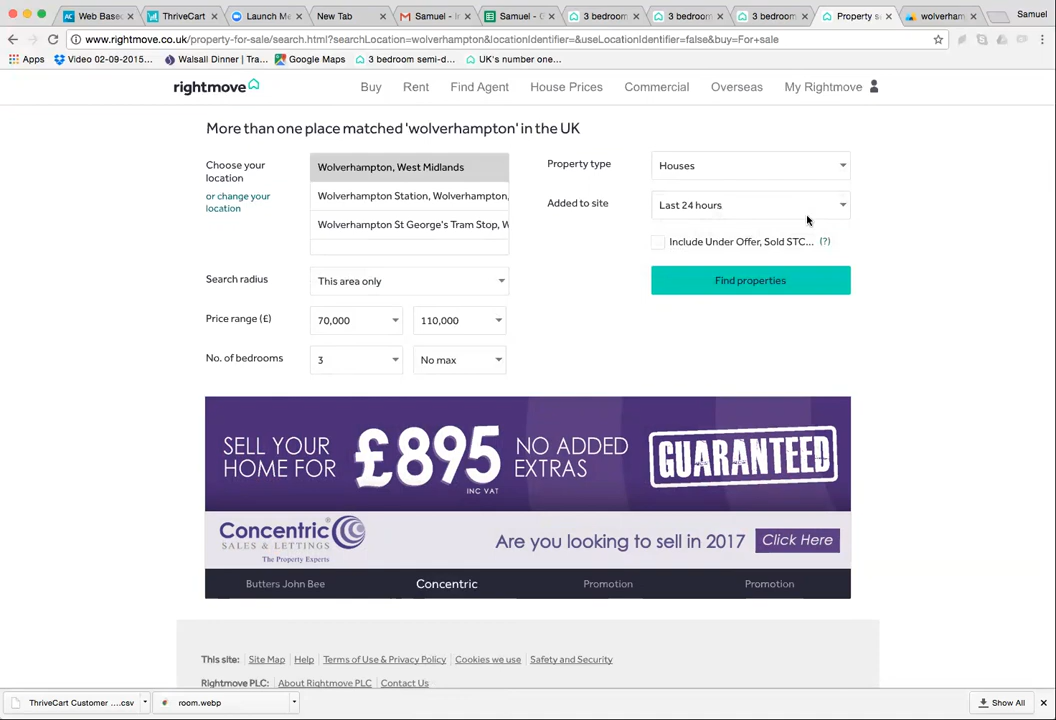 Web Based
ThriveCart
Launch Me
New Tab
Samuel - I
Samuel - C
3 bedroom
3 bedroom
3 bedroom
Property se
wolverham
Samuel
www.rightmove.co.uk/property-for-sale/search.html?searchLocation=wolverhampton&locationIdentifier=&useLocationIdentifier=false&buy=For+sale
Apps Video 02-09-2015... Walsall Dinner | Tra... Google Maps 3 bedroom semi-d... UK's number one...
rightmove
Buy Rent Find Agent House Prices Commercial Overseas My Rightmove
More than one place matched 'wolverhampton' in the UK
Choose your
location
or change your
location
Wolverhampton, West Midlands
Wolverhampton Station, Wolverhampton,
Wolverhampton St George's Tram Stop, W
Search radius
This area only
Price range (£)
70,000 110,000
No. of bedrooms
3 No max
Property type
Houses
Added to site
Last 24 hours
Include Under Offer, Sold STC... (?)
Find properties
SELL YOUR
HOME FOR
£895
INC VAT
NO ADDED
EXTRAS
GUARANTEED
Concentric
SALES & LETTINGS
The Property Experts
Are you looking to sell in 2017
Click Here
Butters John Bee Concentric Promotion Promotion
This site: Site Map Help Terms of Use & Privacy Policy Cookies we use Safety and Security
Rightmove PLC: About Rightmove PLC Contact Us
ThriveCart Customer ....csv
room.webp
Show All